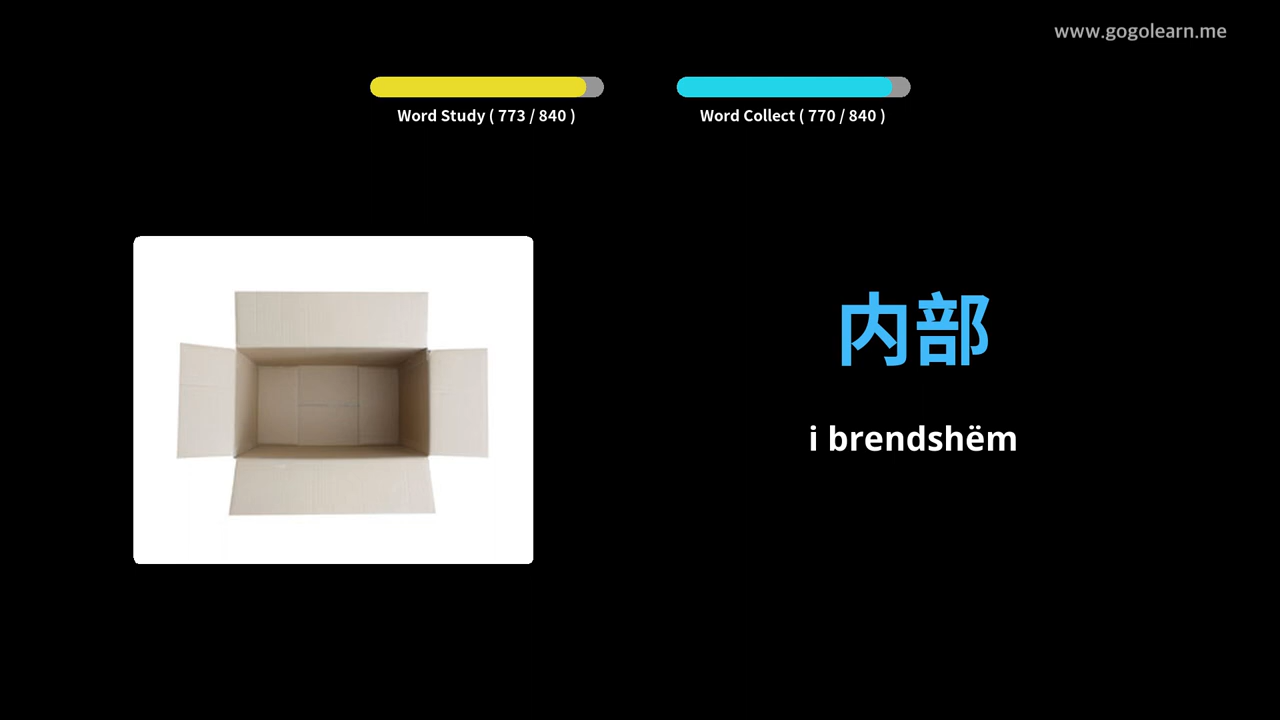 www.gogolearn.me
Word Study ( 773 / 840 )
Word Collect ( 770 / 840 )
内部
i brendshëm